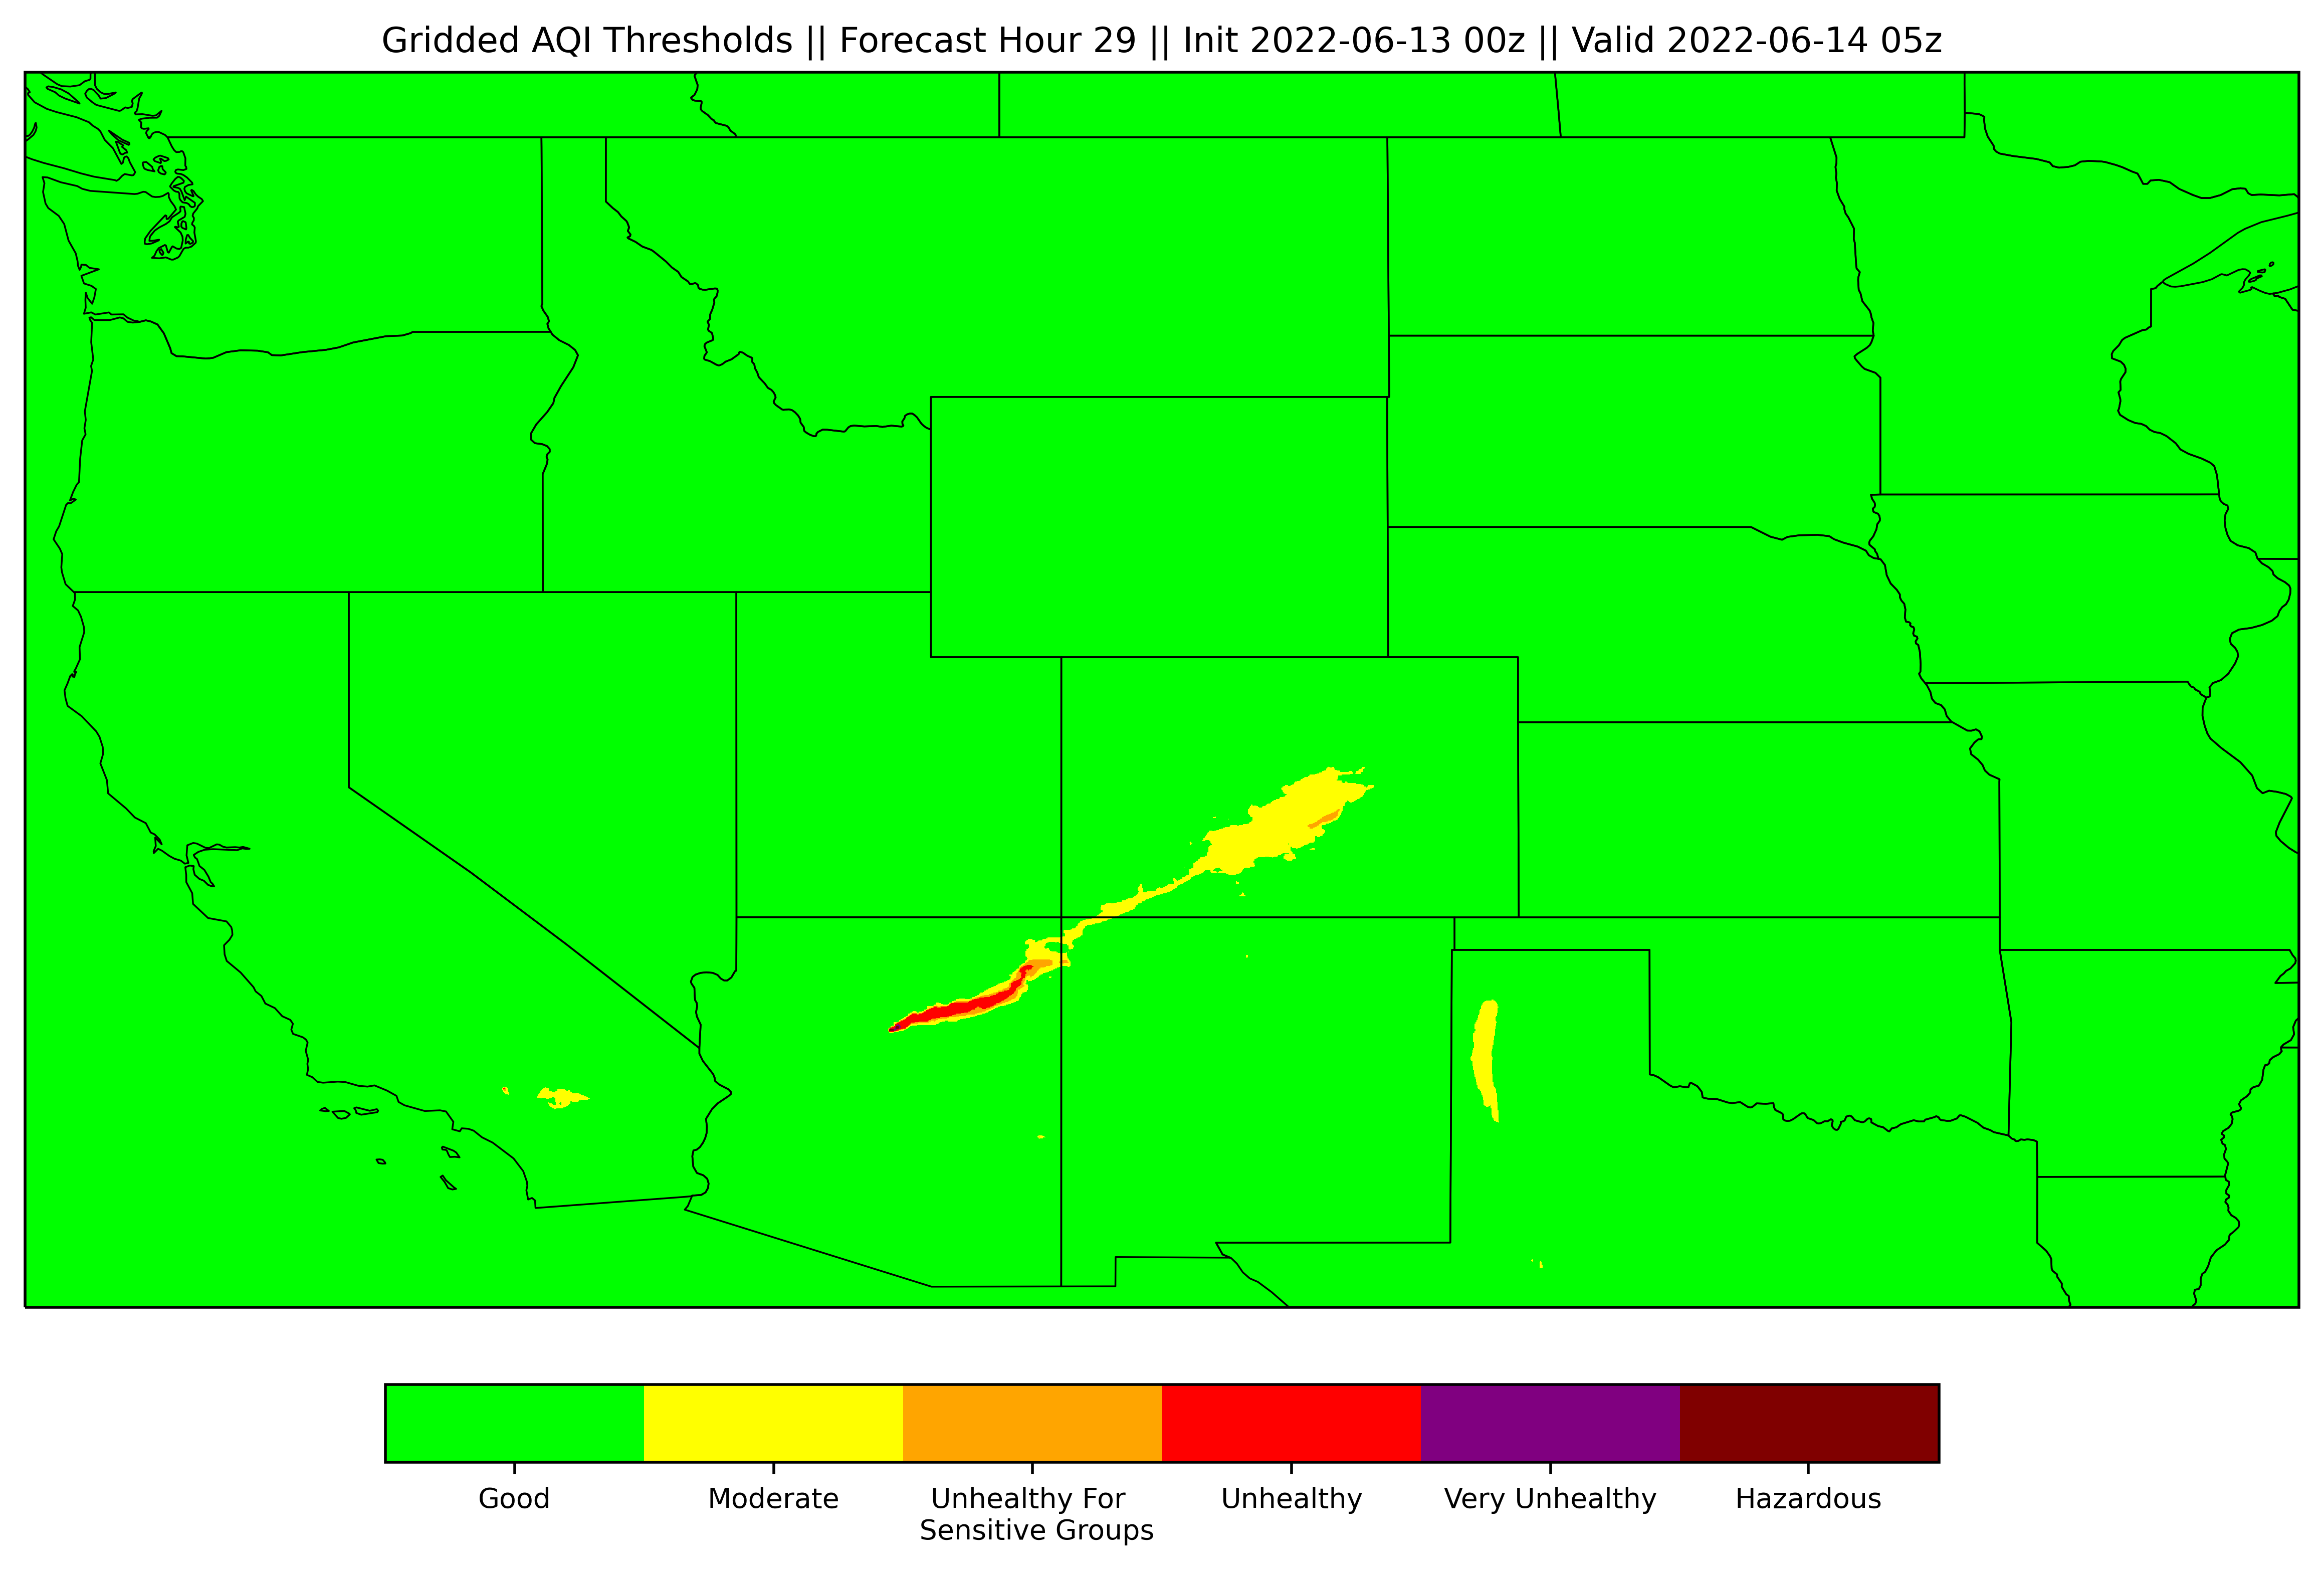 Gridded AQI Thresholds || Forecast Hour 29 || Init 2022-06-13 00z || Valid 2022-06-14 05z
Good
Moderate
Unhealthy For
Sensitive Groups
Unhealthy
Very Unhealthy
Hazardous